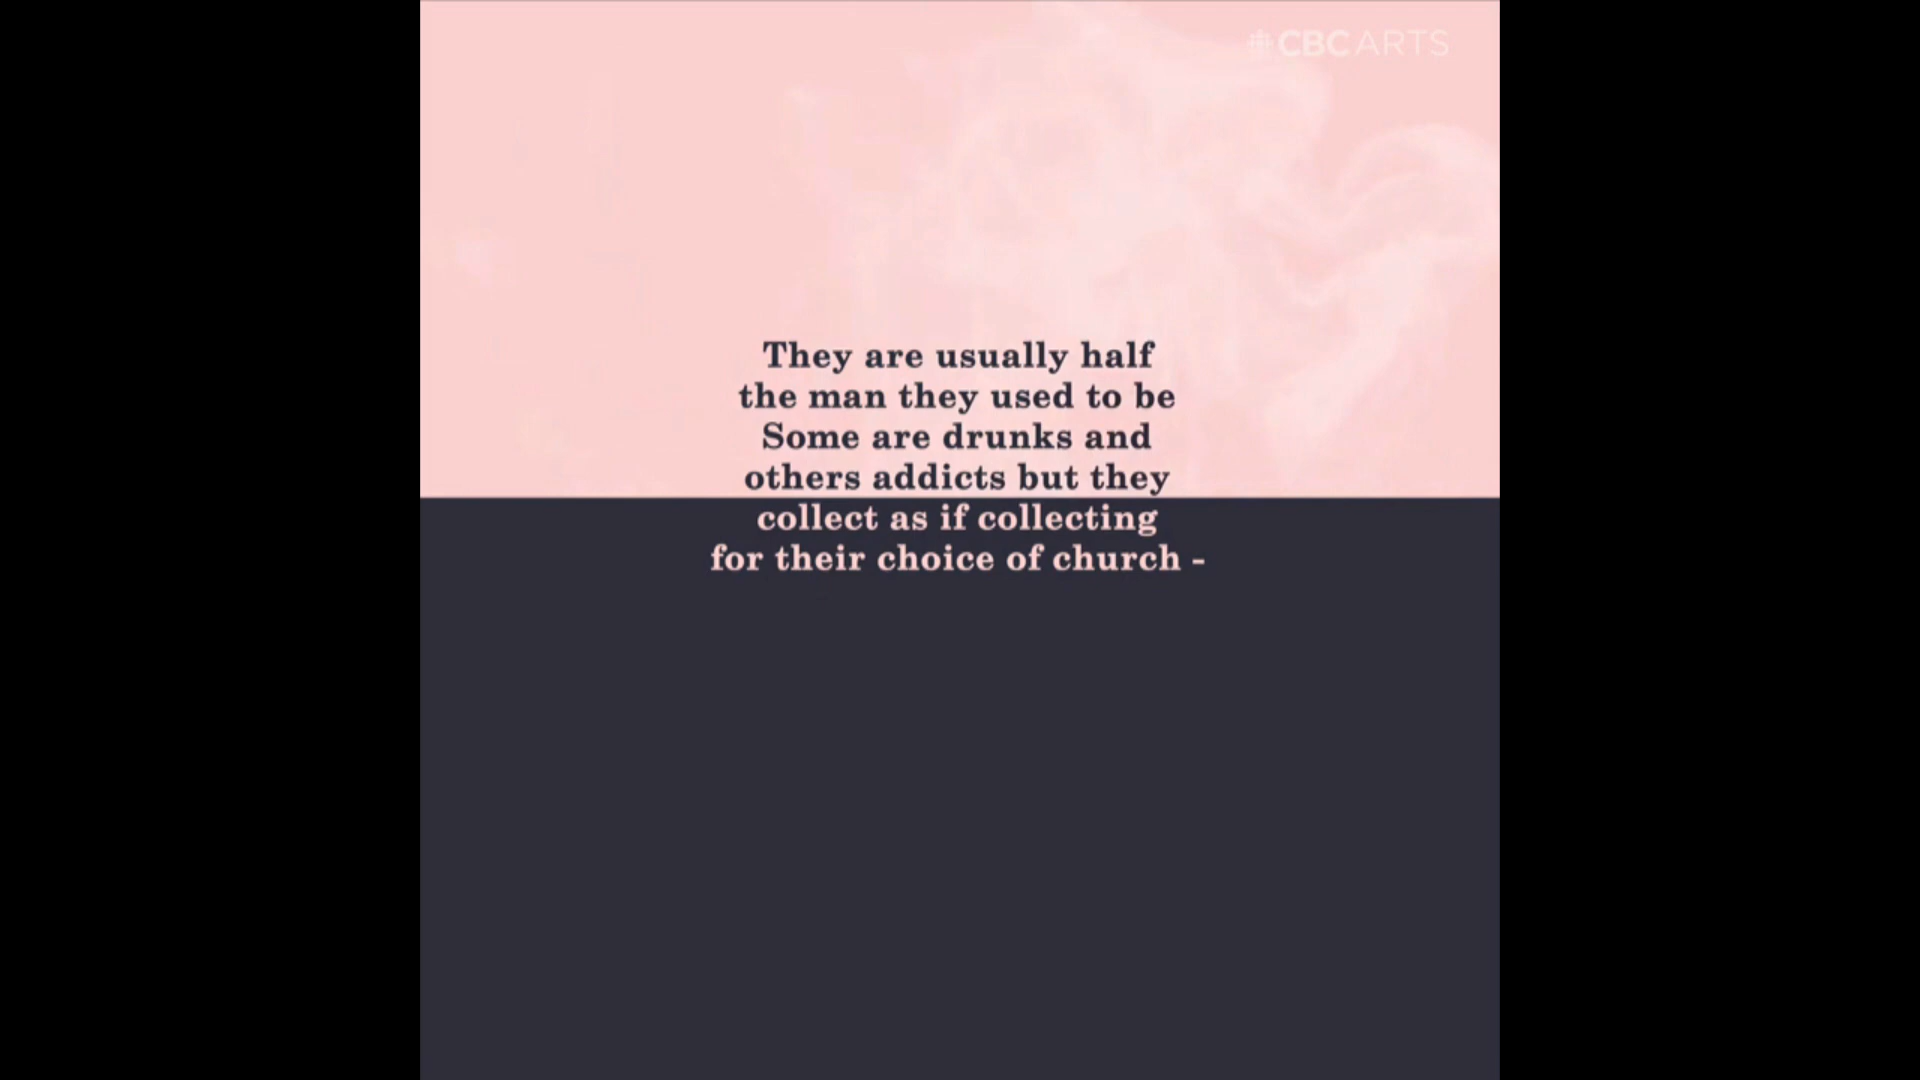 CBC ARTS
They are usually half
the man they used to be
Some are drunks and
others addicts but they
collect as if collecting
for their choice of church -